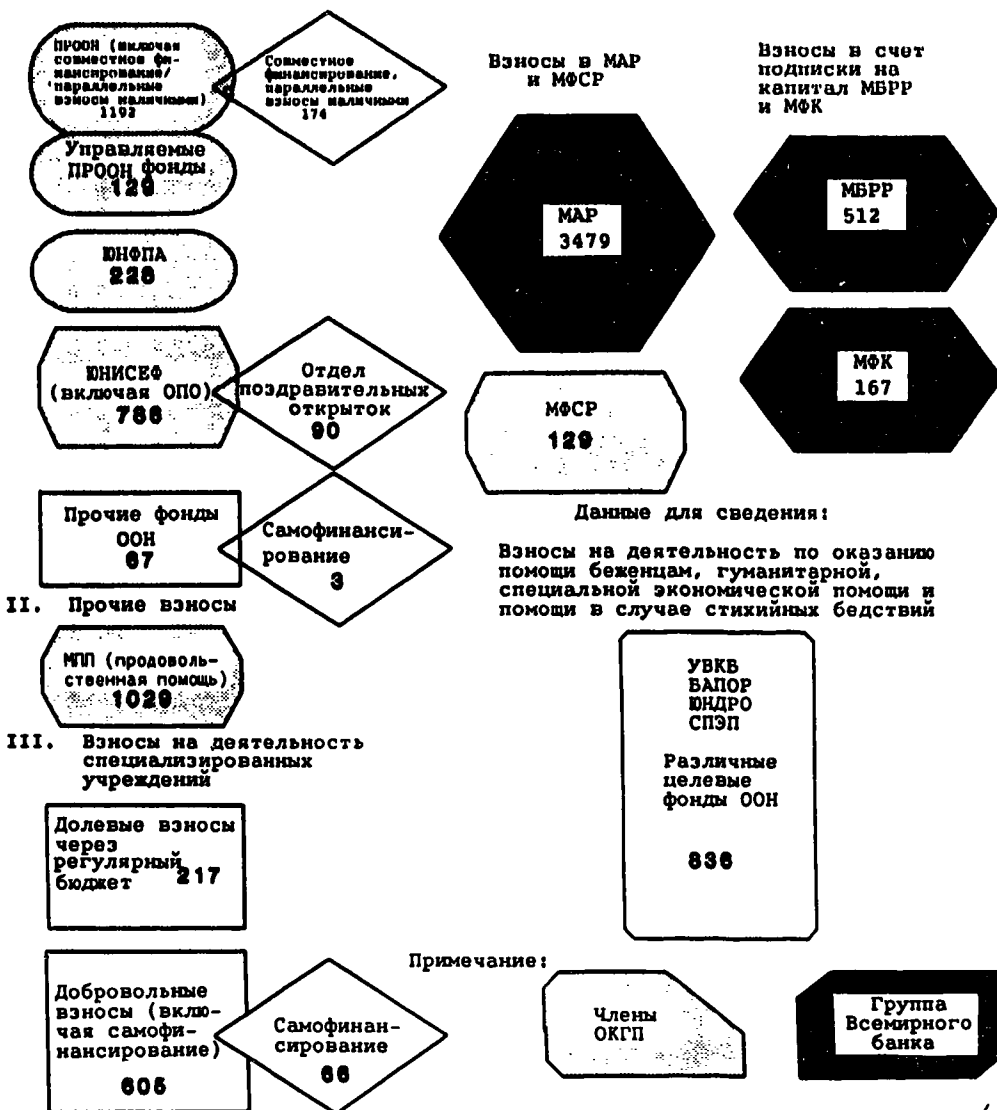 ПРООН (включая
совместное фи-
нансирование/
параллельные
взносы наличными)
1192
Совместное
финансирование,
параллельные
взносы наличными
174
Управляемые
ПРООН фонды
129
ЮНФПА
228
ЮНИСЕФ
(включая ОПО)
786
Отдел
поздравительных
открыток
90
Прочие фонды
ООН
67
Самофинанси-
рование
3
II. Прочие взносы
МПП (продоволь-
ственная помощь)
1029
III. Взносы на деятельность
специализированных
учреждений
Долевые взносы
через
регулярный
бюджет 217
Добровольные
взносы (вклю-
чая самофи-
нансирование)
605
Самофинан-
сирование
66
Взносы в МАР
и МФСР
МАР
3479
МФСР
129
Взносы в счет
подписки на
капитал МБРР
и МФК
МБРР
512
МФК
167
Данные для сведения:
Взносы на деятельность по оказанию
помощи беженцам, гуманитарной,
специальной экономической помощи и
помощи в случае стихийных бедствий
УВКБ
БАПОР
ЮНДРО
СПЭП
Различные
целевые
фонды ООН
836
Примечание:
Члены
ОКГП
Группа
Всемирного
банка